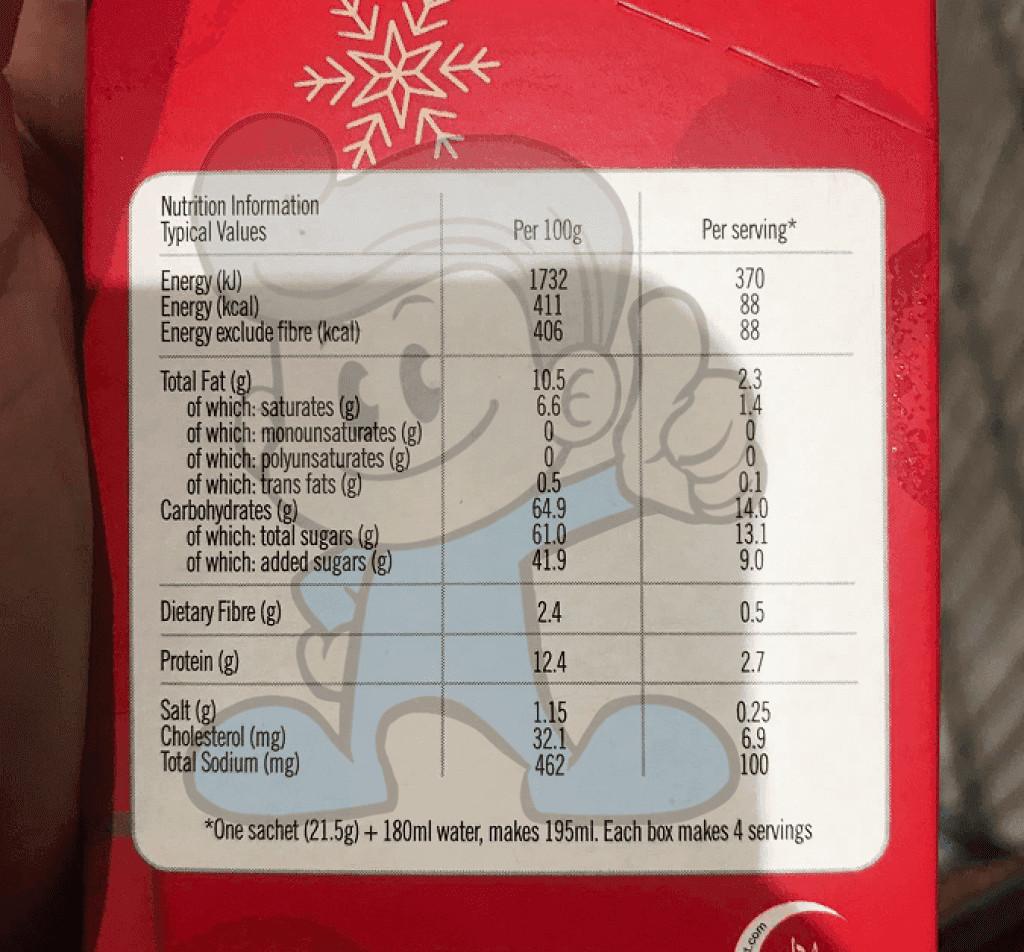 Nutrition Information
Typical Values Per 100g Per serving*
Energy (kJ) 1732 370
Energy (kcal) 411 88
Energy exclude fibre (kcal) 406 88
Total Fat (g) 10.5 2.3
of which: saturates (g) 6.6 1.4
of which: monounsaturates (g) 0 0
of which: polyunsaturates (g) 0 0
of which: trans fats (g) 0.5 0.1
Carbohydrates (g) 64.9 14.0
of which: total sugars (g) 61.0 13.1
of which: added sugars (g) 41.9 9.0
Dietary Fibre (g) 2.4 0.5
Protein (g) 12.4 2.7
Salt (g) 1.15 0.25
Cholesterol (mg) 32.1 6.9
Total Sodium (mg) 462 100
*One sachet (21.5g) + 180ml water, makes 195ml. Each box makes 4 servings